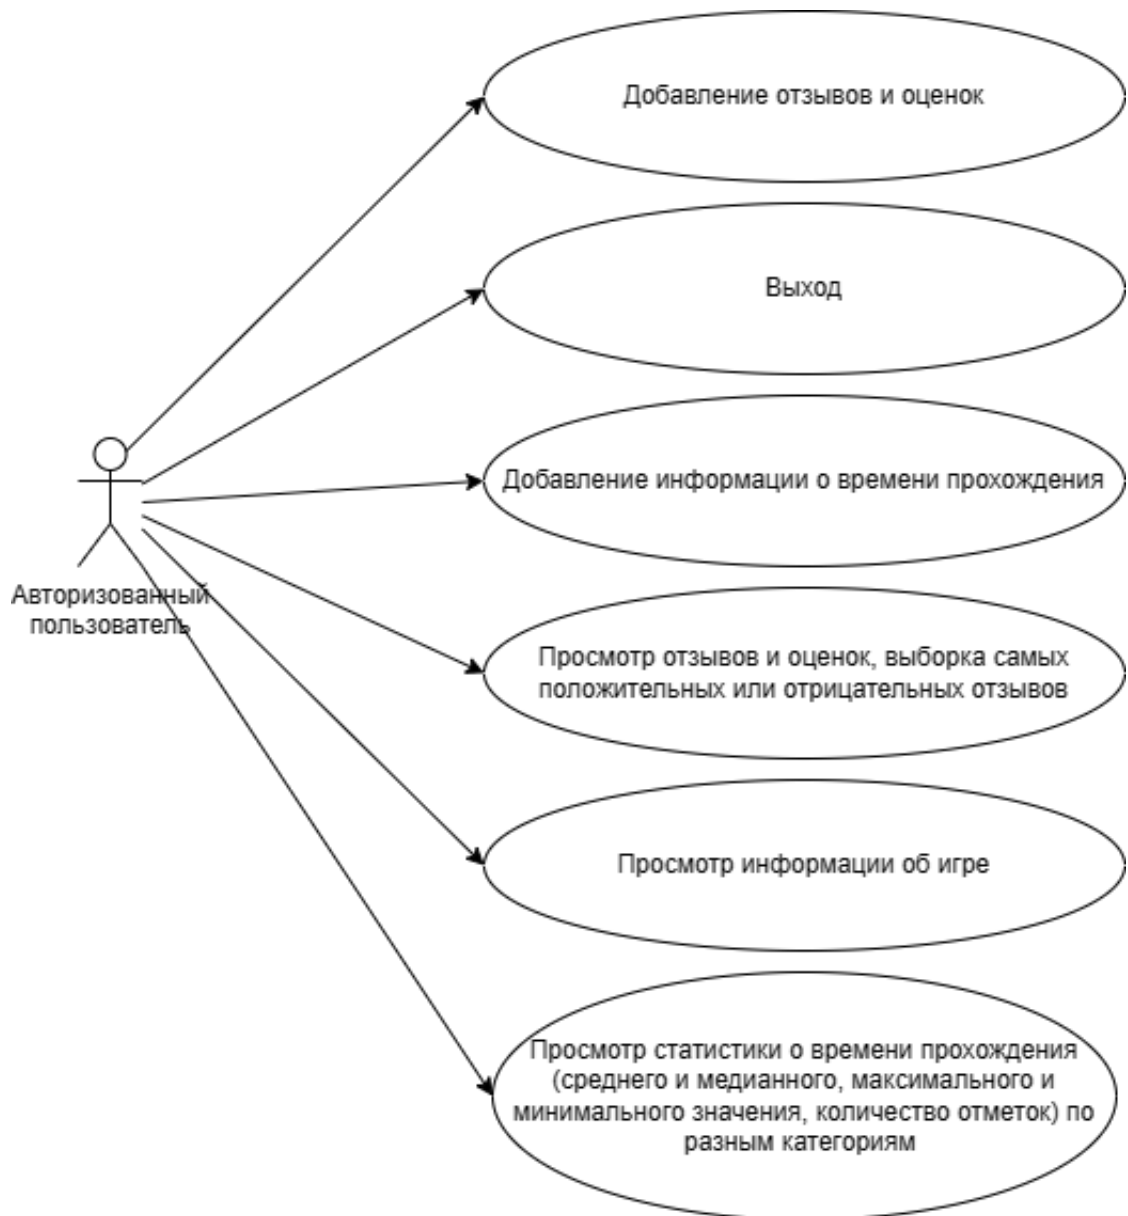 Добавление отзывов и оценок
Выход
Добавление информации о времени прохождения
Авторизованный
пользователь
Просмотр отзывов и оценок, выборка самых
положительных или отрицательных отзывов
Просмотр информации об игре
Просмотр статистики о времени прохождения
(среднего и медианного, максимального и
минимального значения, количество отметок) по
разным категориям